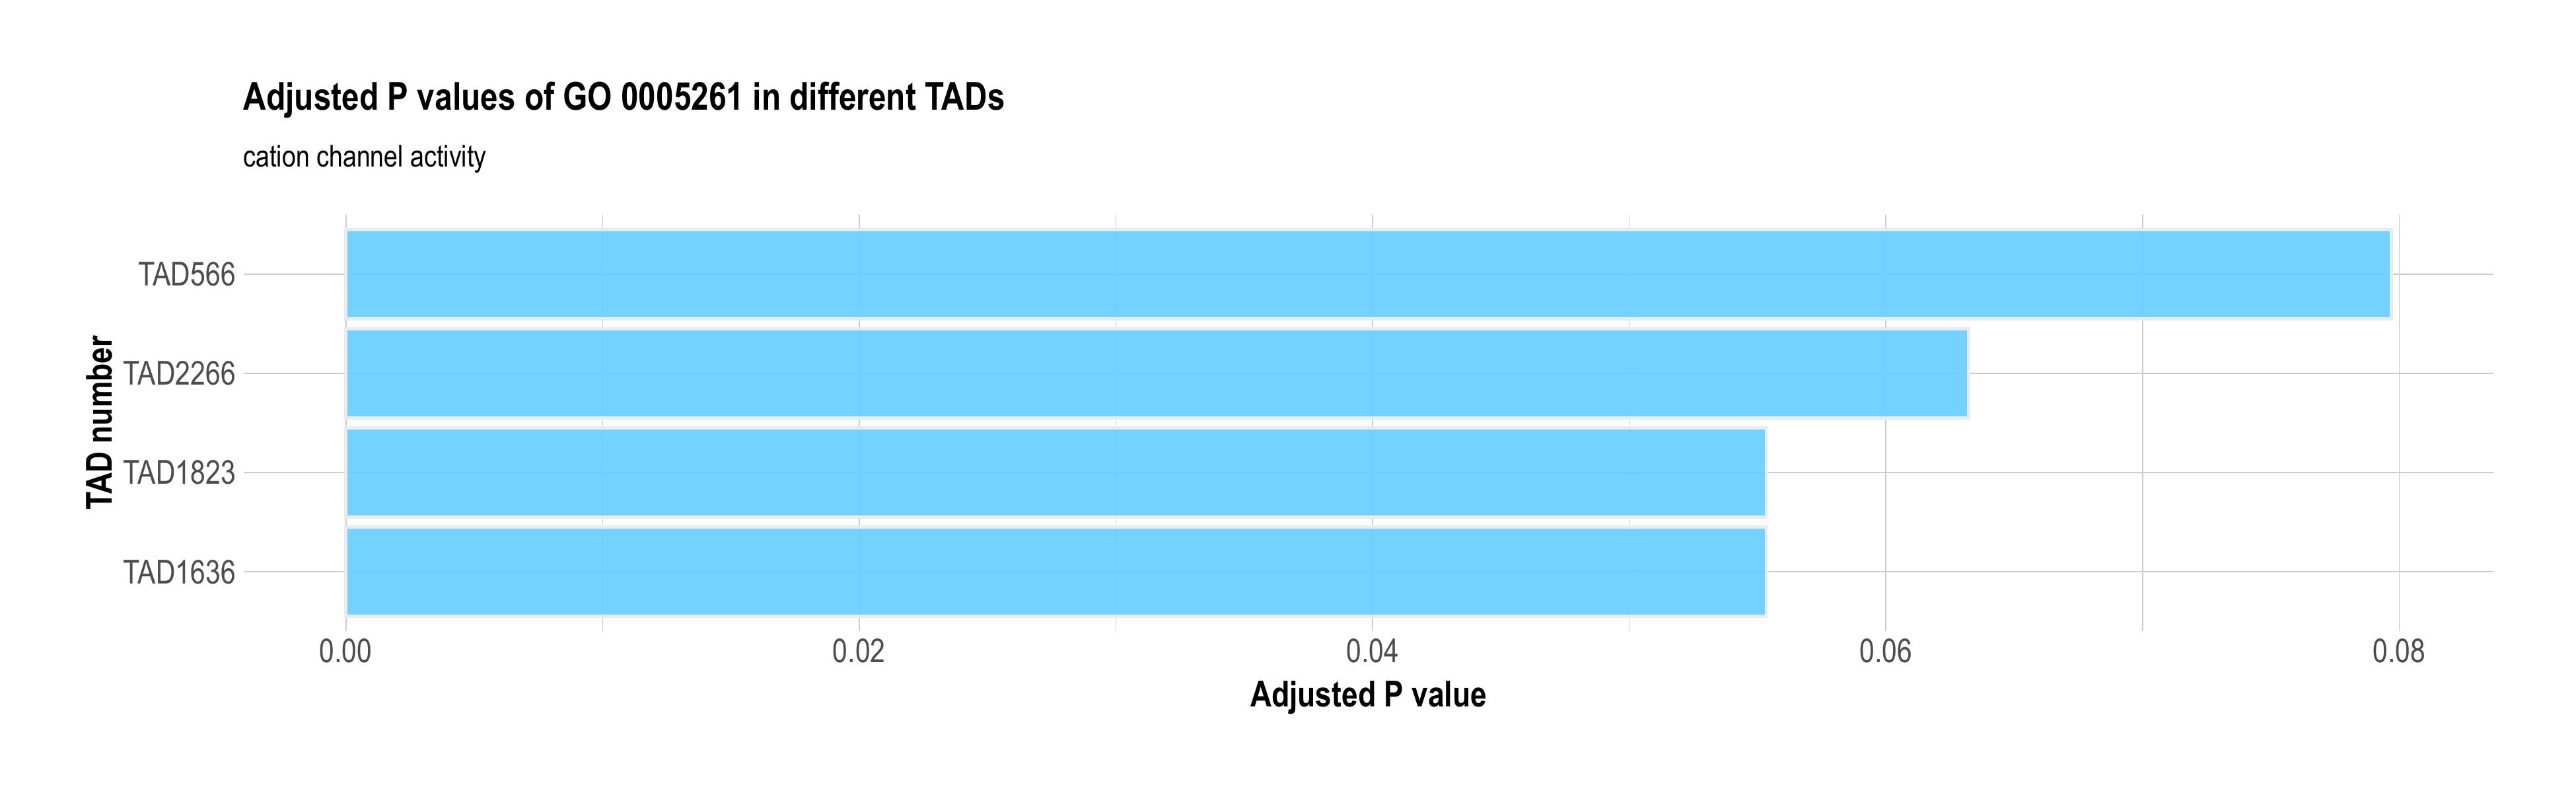 Adjusted P values of GO 0005261 in different TADs
cation channel activity
TAD number
TAD566
TAD2266
TAD1823
TAD1636
0.00 0.02 0.04 0.06 0.08
Adjusted P value